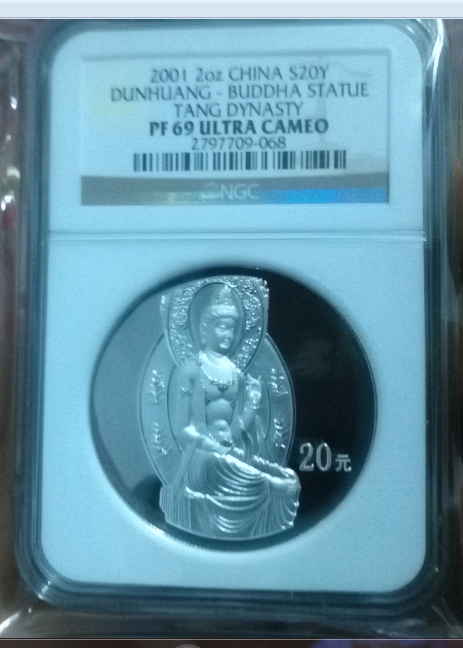 2001 2oz CHINA S20Y
DUNHUANG - BUDDHA STATUE
TANG DYNASTY
PF 69 ULTRA CAMEO
2797709-068
NGC
20元